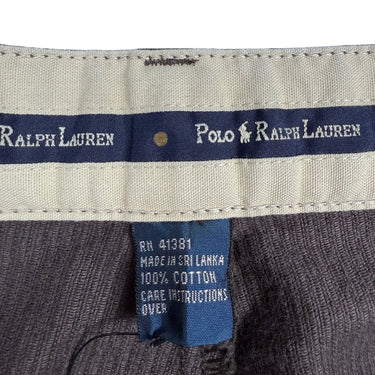 RALPH LAUREN POLO RALPH LAUREN
RN 41381
MADE IN SRI LANKA
100% COTTON
CARE INSTRUCTIONS
OVER